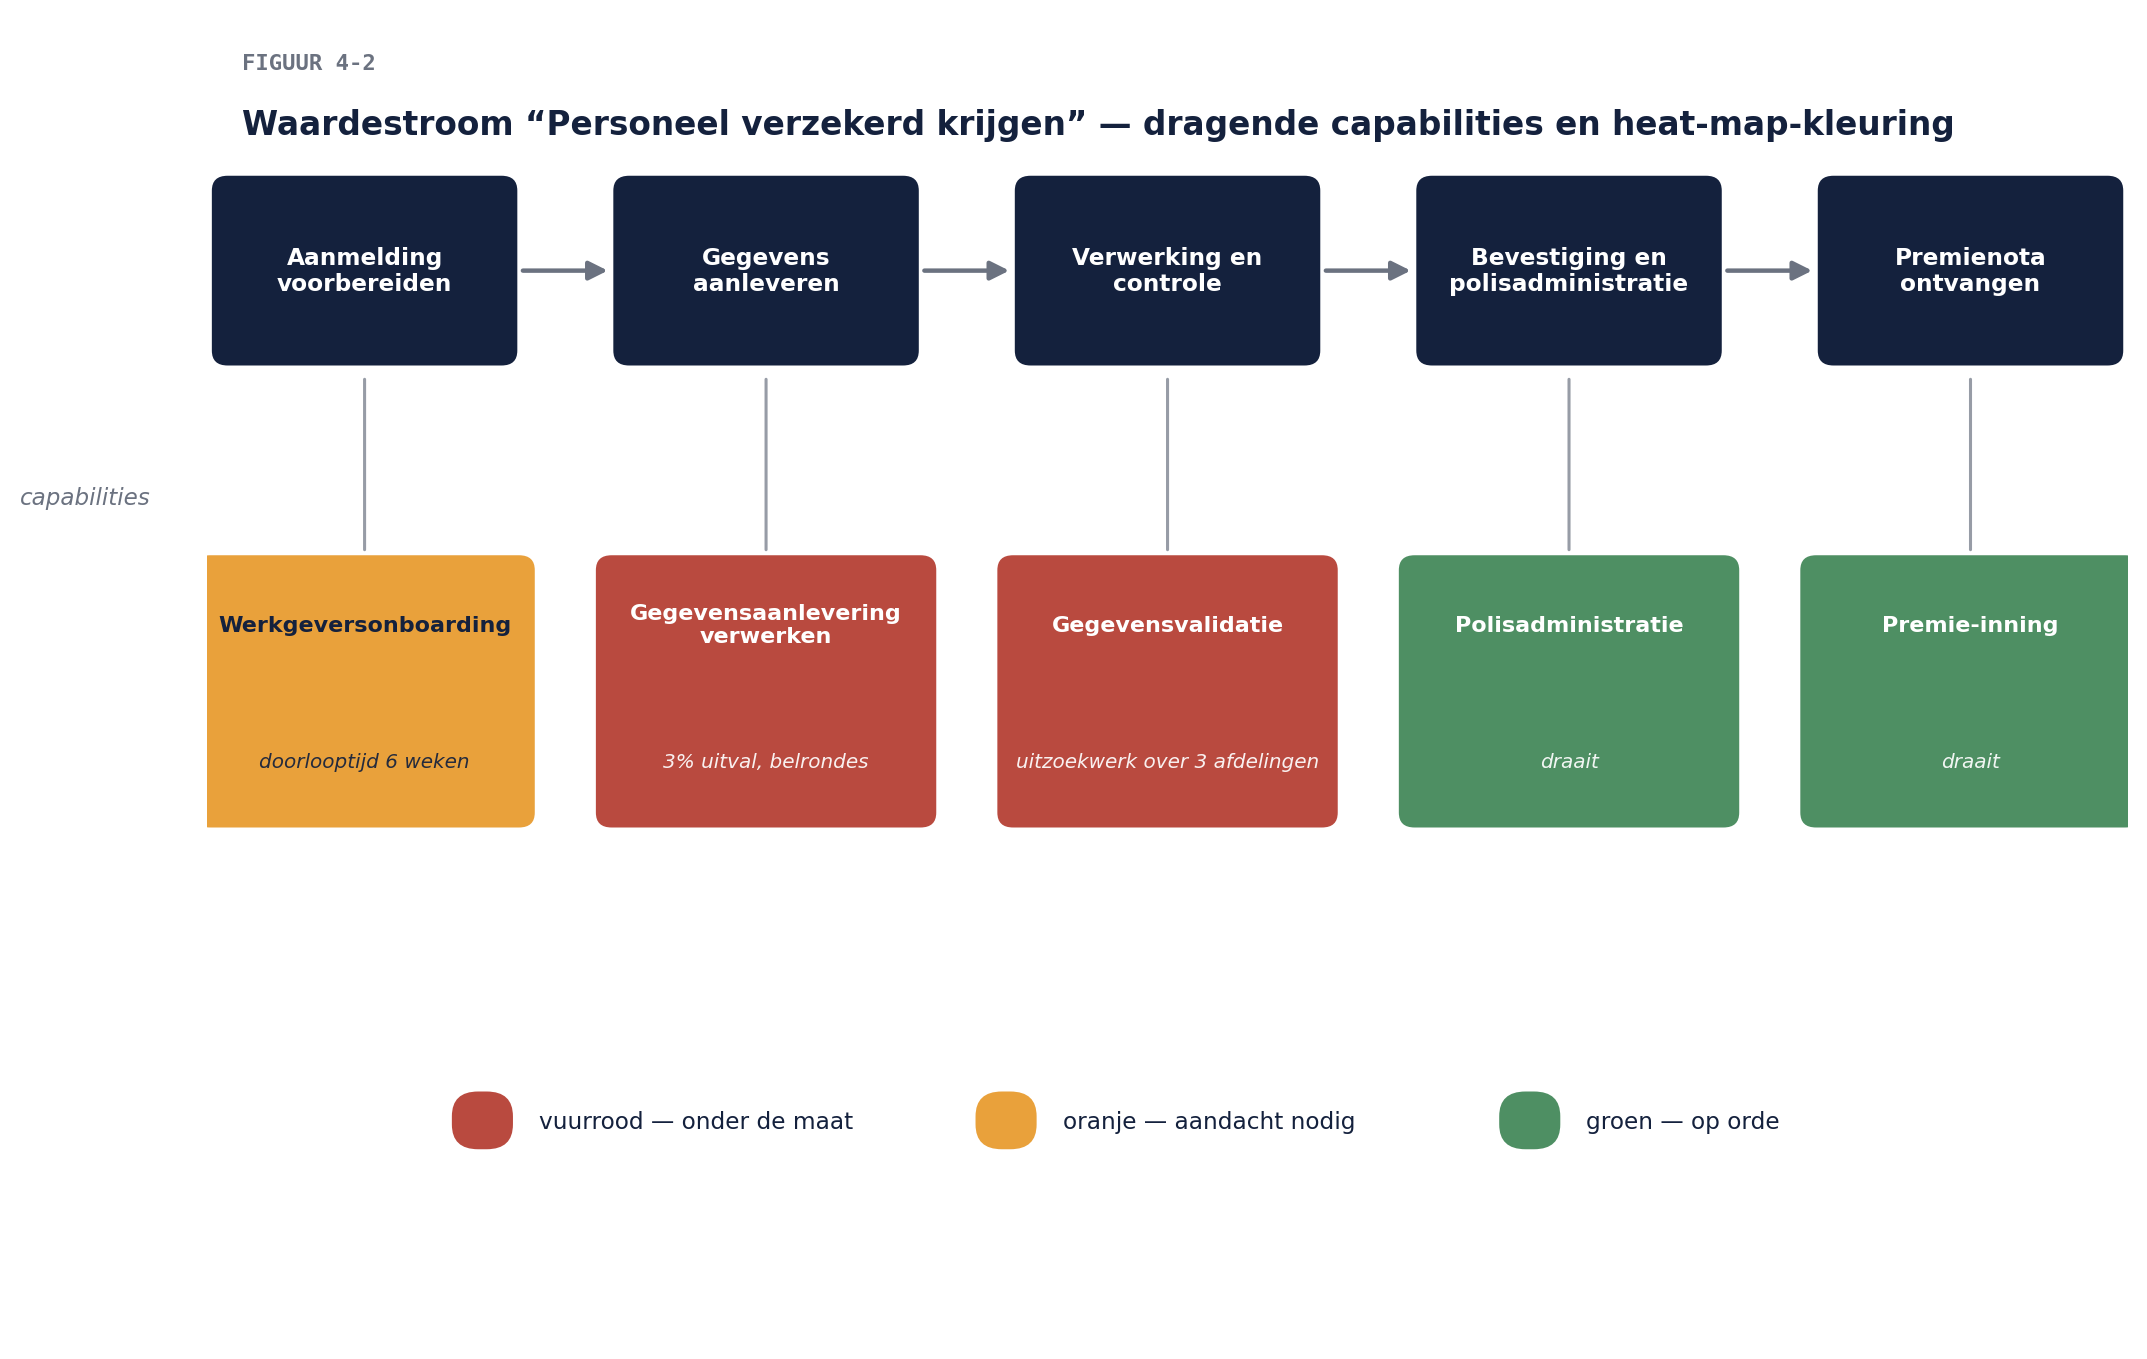 FIGUUR 4-2
Waardestroom “Personeel verzekerd krijgen” — dragende capabilities en heat-map-kleuring
Aanmelding
voorbereiden
Gegevens
aanleveren
Verwerking en
controle
Bevestiging en
polisadministratie
Premienota
ontvangen
capabilities
Werkgeversonboarding
doorlooptijd 6 weken
Gegevensaanlevering
verwerken
3% uitval, belrondes
Gegevensvalidatie
uitzoekwerk over 3 afdelingen
Polisadministratie
draait
Premie-inning
draait
vuurrood — onder de maat
oranje — aandacht nodig
groen — op orde